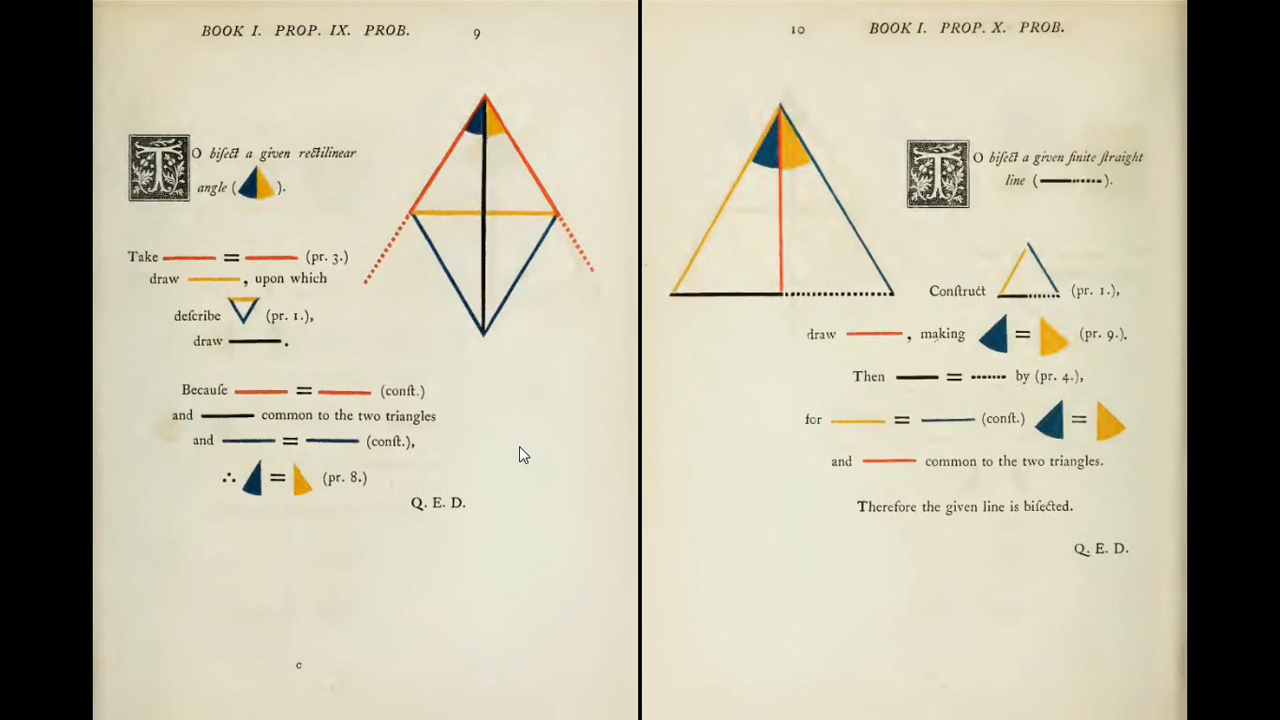 BOOK I. PROP. IX. PROB. 9
TO biſect a given rectilinear
angle ( ).
Take = (pr. 3.)
draw , upon which
deſcribe (pr. 1.),
draw .
Becauſe = (conſt.)
and common to the two triangles
and = (conſt.),
∴ = (pr. 8.)
Q. E. D.
c
10 BOOK I. PROP. X. PROB.
TO biſect a given finite ſtraight
line ( ).
Conſtruct (pr. 1.),
draw , making = (pr. 9.).
Then = by (pr. 4.),
for = (conſt.) =
and common to the two triangles.
Therefore the given line is biſected.
Q. E. D.